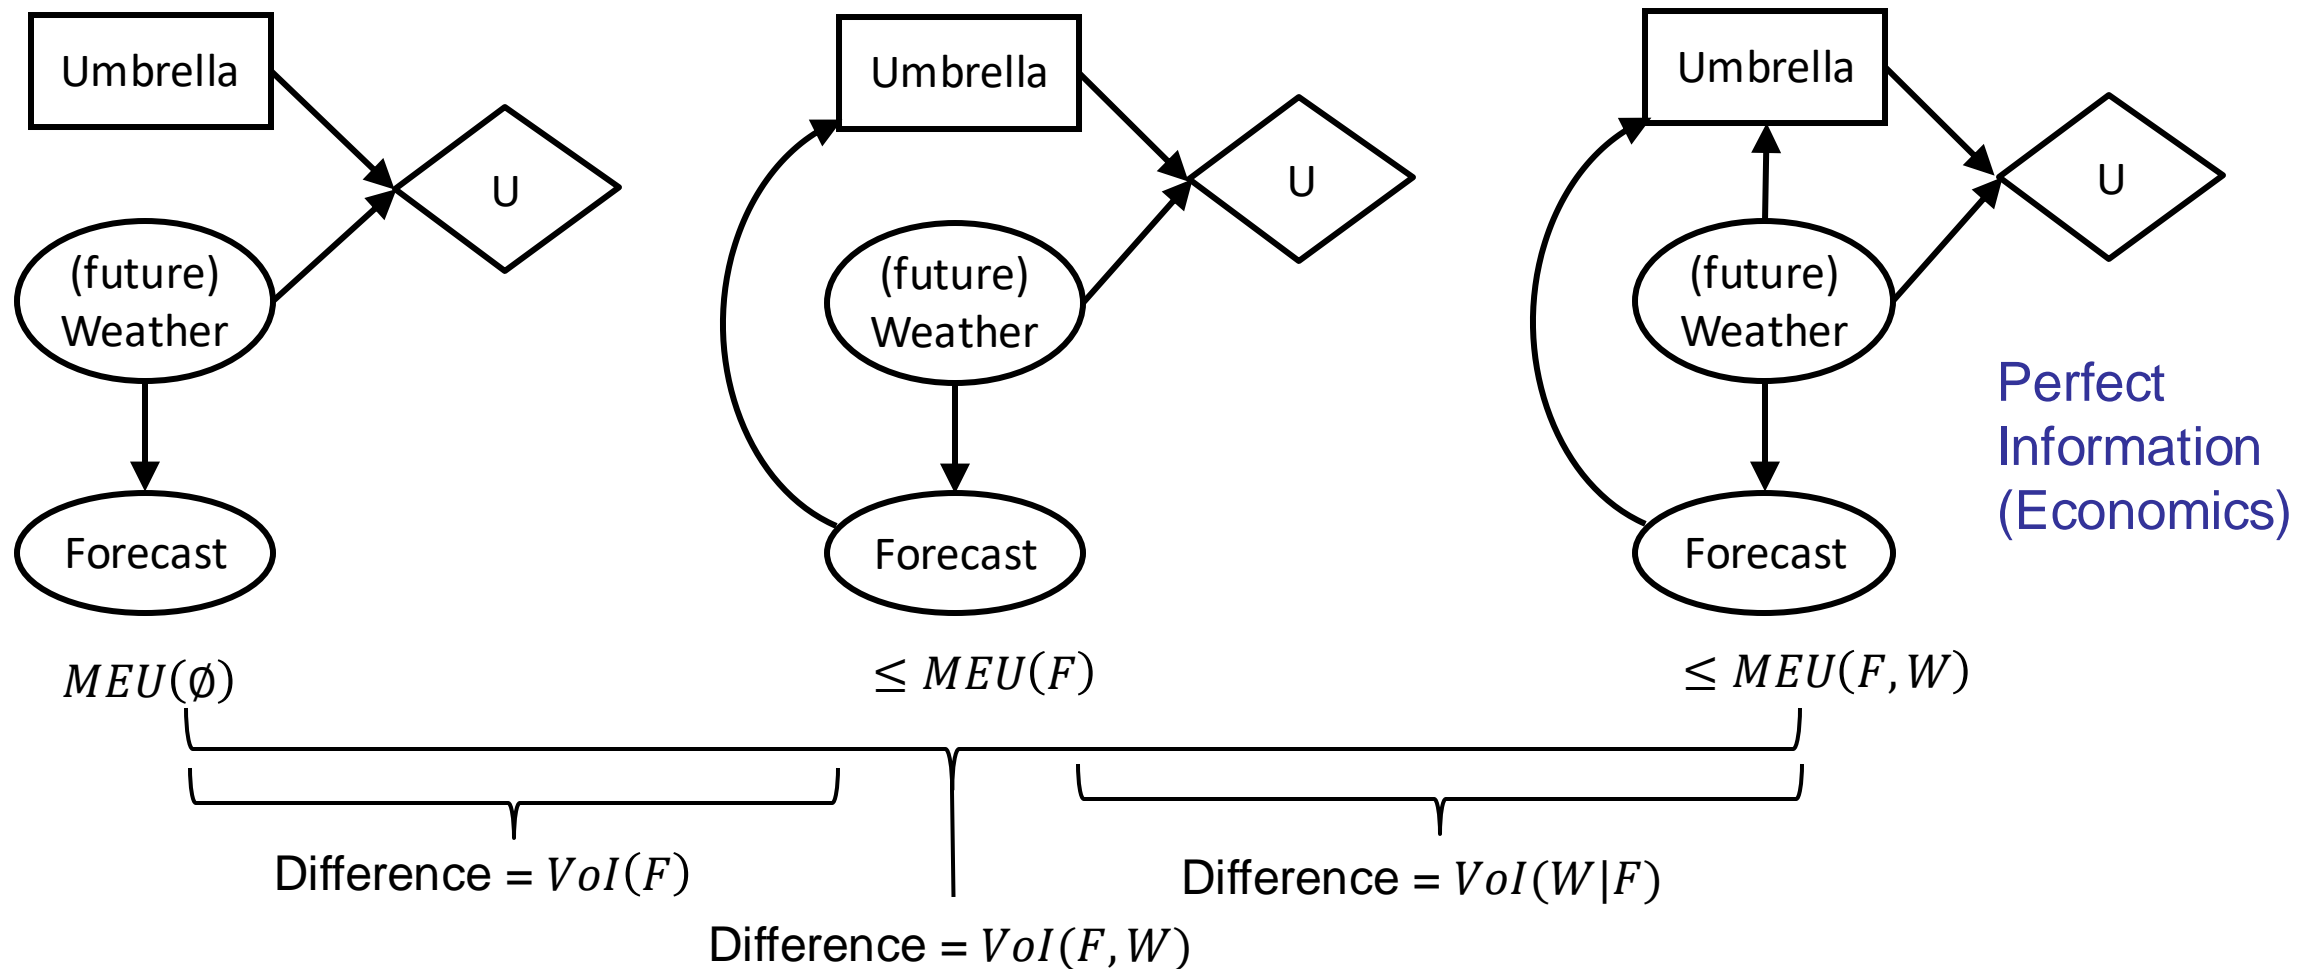 Umbrella
U
(future)
Weather
Forecast
Umbrella
U
(future)
Weather
Forecast
Umbrella
U
(future)
Weather
Forecast
Perfect
Information
(Economics)
MEU(∅)
≤ MEU(F)
≤ MEU(F, W)
Difference = VoI(F)
Difference = VoI(W|F)
Difference = VoI(F, W)